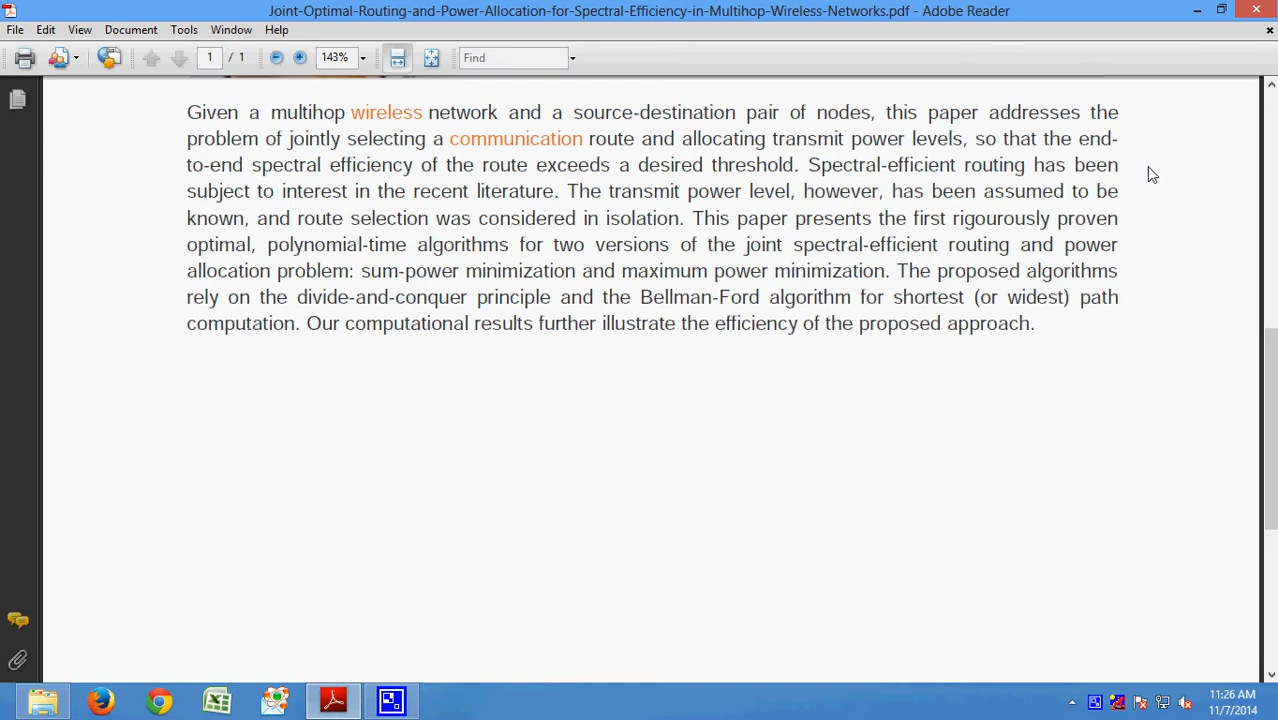 Joint-Optimal-Routing-and-Power-Allocation-for-Spectral-Efficiency-in-Multihop-Wireless-Networks.pdf - Adobe Reader
File Edit View Document Tools Window Help
1 / 1 143% Find
Given a multihop wireless network and a source-destination pair of nodes, this paper addresses the
problem of jointly selecting a communication route and allocating transmit power levels, so that the end-
to-end spectral efficiency of the route exceeds a desired threshold. Spectral-efficient routing has been
subject to interest in the recent literature. The transmit power level, however, has been assumed to be
known, and route selection was considered in isolation. This paper presents the first rigourously proven
optimal, polynomial-time algorithms for two versions of the joint spectral-efficient routing and power
allocation problem: sum-power minimization and maximum power minimization. The proposed algorithms
rely on the divide-and-conquer principle and the Bellman-Ford algorithm for shortest (or widest) path
computation. Our computational results further illustrate the efficiency of the proposed approach.
11:26 AM
11/7/2014